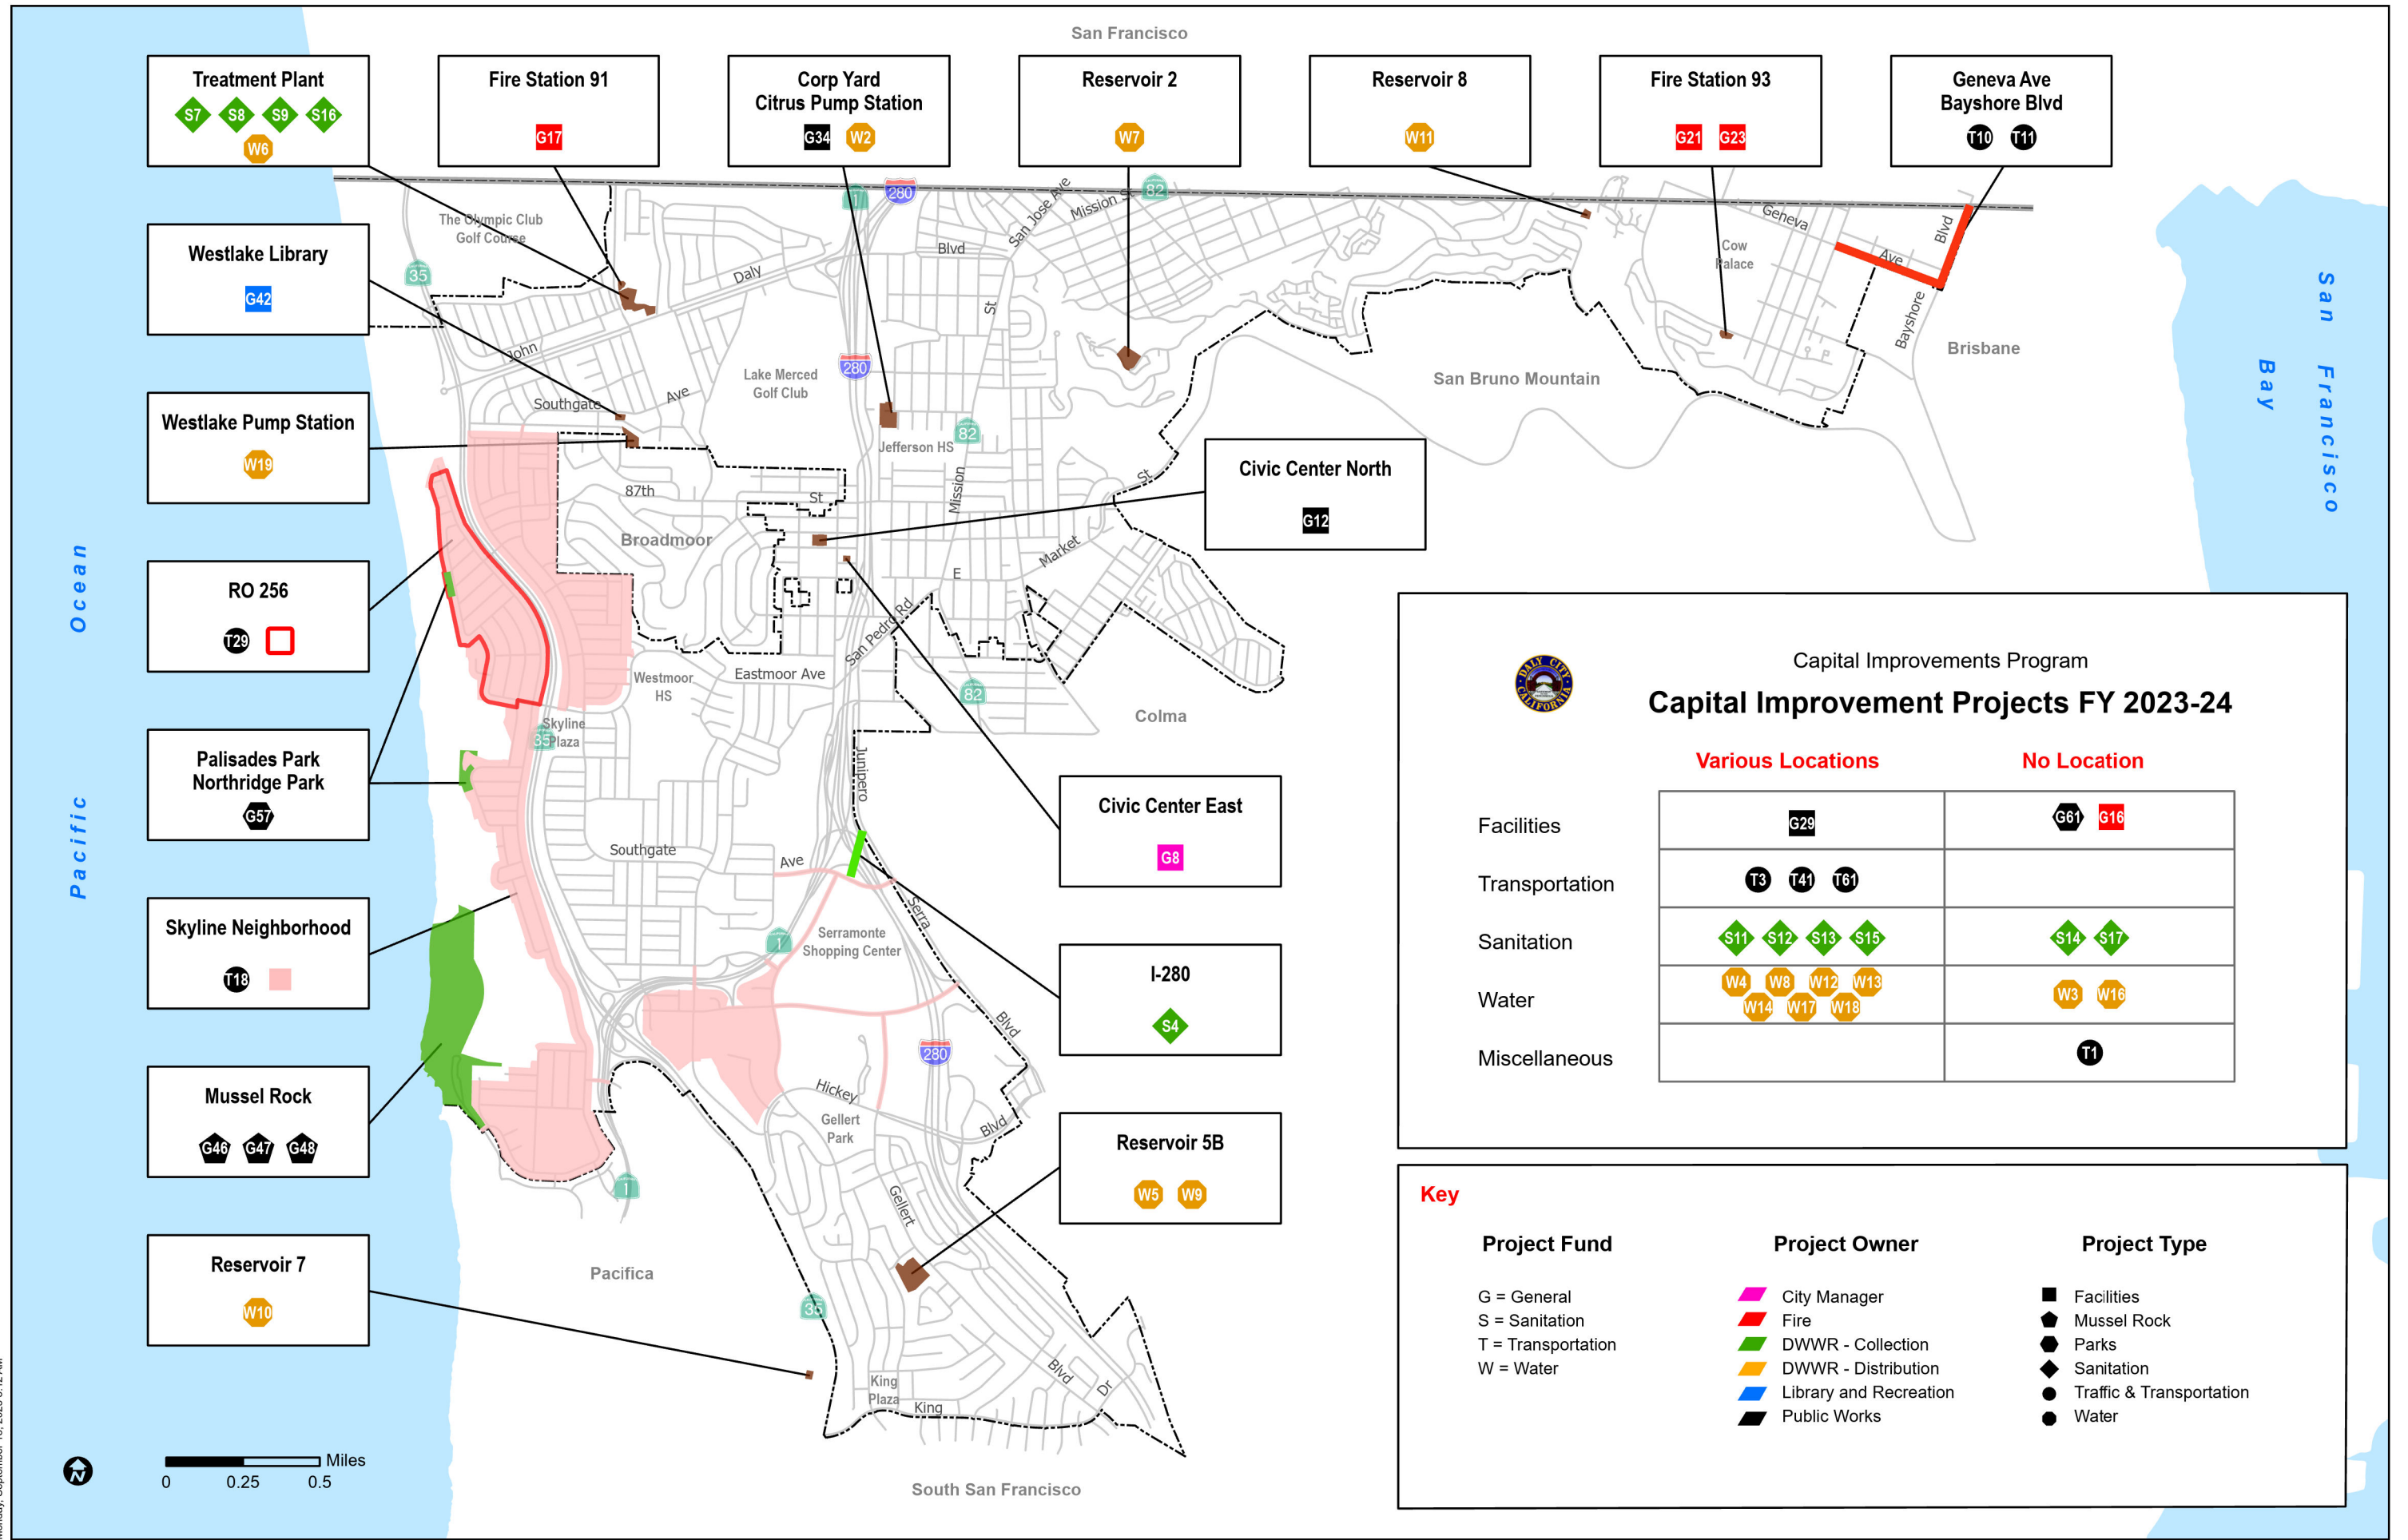 San Francisco
Treatment Plant
S7 S8 S9 S16
W6
Fire Station 91
G17
Corp Yard
Citrus Pump Station
G34 W2
Reservoir 2
W7
Reservoir 8
W11
Fire Station 93
G21 G23
Geneva Ave
Bayshore Blvd
T10 T11
Westlake Library
G42
Westlake Pump Station
W19
RO 256
T29
Palisades Park
Northridge Park
G57
Skyline Neighborhood
T18
Mussel Rock
G46 G47 G48
Reservoir 7
W10
Civic Center North
G12
Civic Center East
G8
I-280
S4
Reservoir 5B
W5 W9
The Olympic Club
Golf Course
35
1
280
San Jose Ave
Mission St
82
Blvd
Daly
John
St
Geneva
Ave
Blvd
Cow
Palace
Bayshore
Brisbane
San Bruno Mountain
San Francisco
Bay
Lake Merced
Golf Club
280
Southgate
Ave
Jefferson HS
82
87th
St
Mission
St
Broadmoor
Market
E
San Pedro Rd
Eastmoor Ave
Westmoor
HS
82
Colma
Skyline
Plaza
35
Junipero
Southgate
Ave
Serra
Serramonte
Shopping Center
1
Blvd
280
Hickey
Blvd
Gellert
Park
Gellert
1
Pacifica
35
King
Plaza
Blvd
Dr
King
South San Francisco
Pacific
Ocean
N
0 0.25 0.5
Miles
DALY CITY
CALIFORNIA
Capital Improvements Program
Capital Improvement Projects FY 2023-24
Various Locations No Location
Facilities G29 G61 G16
Transportation T3 T41 T61
Sanitation S11 S12 S13 S15 S14 S17
Water W4 W8 W12 W13 W14 W17 W18 W3 W16
Miscellaneous T1
Key
Project Fund
G = General
S = Sanitation
T = Transportation
W = Water
Project Owner
City Manager
Fire
DWWR - Collection
DWWR - Distribution
Library and Recreation
Public Works
Project Type
Facilities
Mussel Rock
Parks
Sanitation
Traffic & Transportation
Water